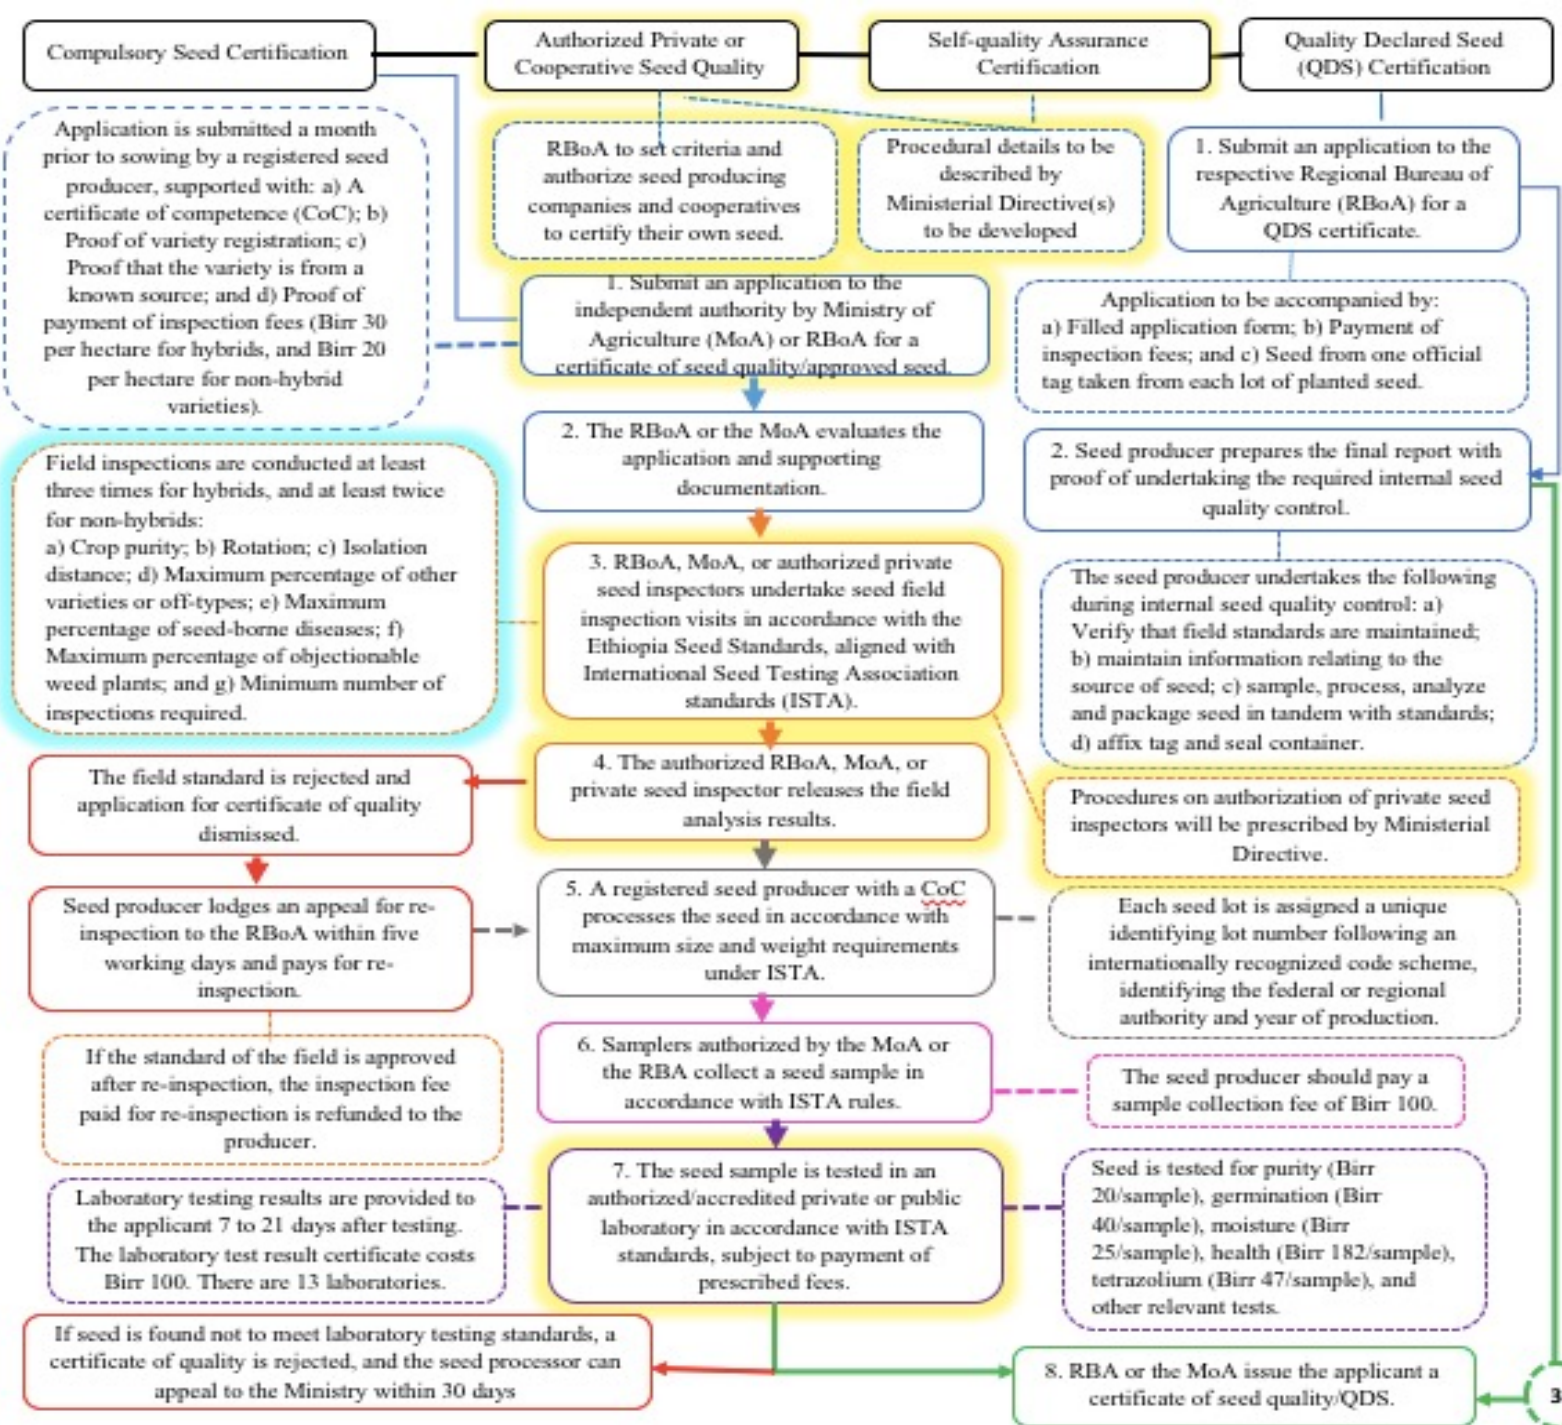 Compulsory Seed Certification
Authorized Private or
Cooperative Seed Quality
Self-quality Assurance
Certification
Quality Declared Seed
(QDS) Certification
Application is submitted a month
prior to sowing by a registered seed
producer, supported with: a) A
certificate of competence (CoC); b)
Proof of variety registration; c)
Proof that the variety is from a
known source; and d) Proof of
payment of inspection fees (Birr 30
per hectare for hybrids, and Birr 20
per hectare for non-hybrid
varieties).
RBoA to set criteria and
authorize seed producing
companies and cooperatives
to certify their own seed.
Procedural details to be
described by
Ministerial Directive(s)
to be developed
1. Submit an application to the
respective Regional Bureau of
Agriculture (RBoA) for a
QDS certificate.
1. Submit an application to the
independent authority by Ministry of
Agriculture (MoA) or RBoA for a
certificate of seed quality/approved seed.
Application to be accompanied by:
a) Filled application form; b) Payment of
inspection fees; and c) Seed from one official
tag taken from each lot of planted seed.
2. The RBoA or the MoA evaluates the
application and supporting
documentation.
2. Seed producer prepares the final report with
proof of undertaking the required internal seed
quality control.
Field inspections are conducted at least
three times for hybrids, and at least twice
for non-hybrids:
a) Crop purity; b) Rotation; c) Isolation
distance; d) Maximum percentage of other
varieties or off-types; e) Maximum
percentage of seed-borne diseases; f)
Maximum percentage of objectionable
weed plants; and g) Minimum number of
inspections required.
3. RBoA, MoA, or authorized private
seed inspectors undertake seed field
inspection visits in accordance with the
Ethiopia Seed Standards, aligned with
International Seed Testing Association
standards (ISTA).
The seed producer undertakes the following
during internal seed quality control: a)
Verify that field standards are maintained;
b) maintain information relating to the
source of seed; c) sample, process, analyze
and package seed in tandem with standards;
d) affix tag and seal container.
The field standard is rejected and
application for certificate of quality
dismissed.
4. The authorized RBoA, MoA, or
private seed inspector releases the field
analysis results.
Procedures on authorization of private seed
inspectors will be prescribed by Ministerial
Directive.
Seed producer lodges an appeal for re-
inspection to the RBoA within five
working days and pays for re-
inspection.
5. A registered seed producer with a CoC
processes the seed in accordance with
maximum size and weight requirements
under ISTA.
Each seed lot is assigned a unique
identifying lot number following an
internationally recognized code scheme,
identifying the federal or regional
authority and year of production.
If the standard of the field is approved
after re-inspection, the inspection fee
paid for re-inspection is refunded to the
producer.
6. Samplers authorized by the MoA or
the RBA collect a seed sample in
accordance with ISTA rules.
The seed producer should pay a
sample collection fee of Birr 100.
Laboratory testing results are provided to
the applicant 7 to 21 days after testing.
The laboratory test result certificate costs
Birr 100. There are 13 laboratories.
7. The seed sample is tested in an
authorized/accredited private or public
laboratory in accordance with ISTA
standards, subject to payment of
prescribed fees.
Seed is tested for purity (Birr
20/sample), germination (Birr
40/sample), moisture (Birr
25/sample), health (Birr 182/sample),
tetrazolium (Birr 47/sample), and
other relevant tests.
If seed is found not to meet laboratory testing standards, a
certificate of quality is rejected, and the seed processor can
appeal to the Ministry within 30 days
8. RBA or the MoA issue the applicant a
certificate of seed quality/QDS.
3